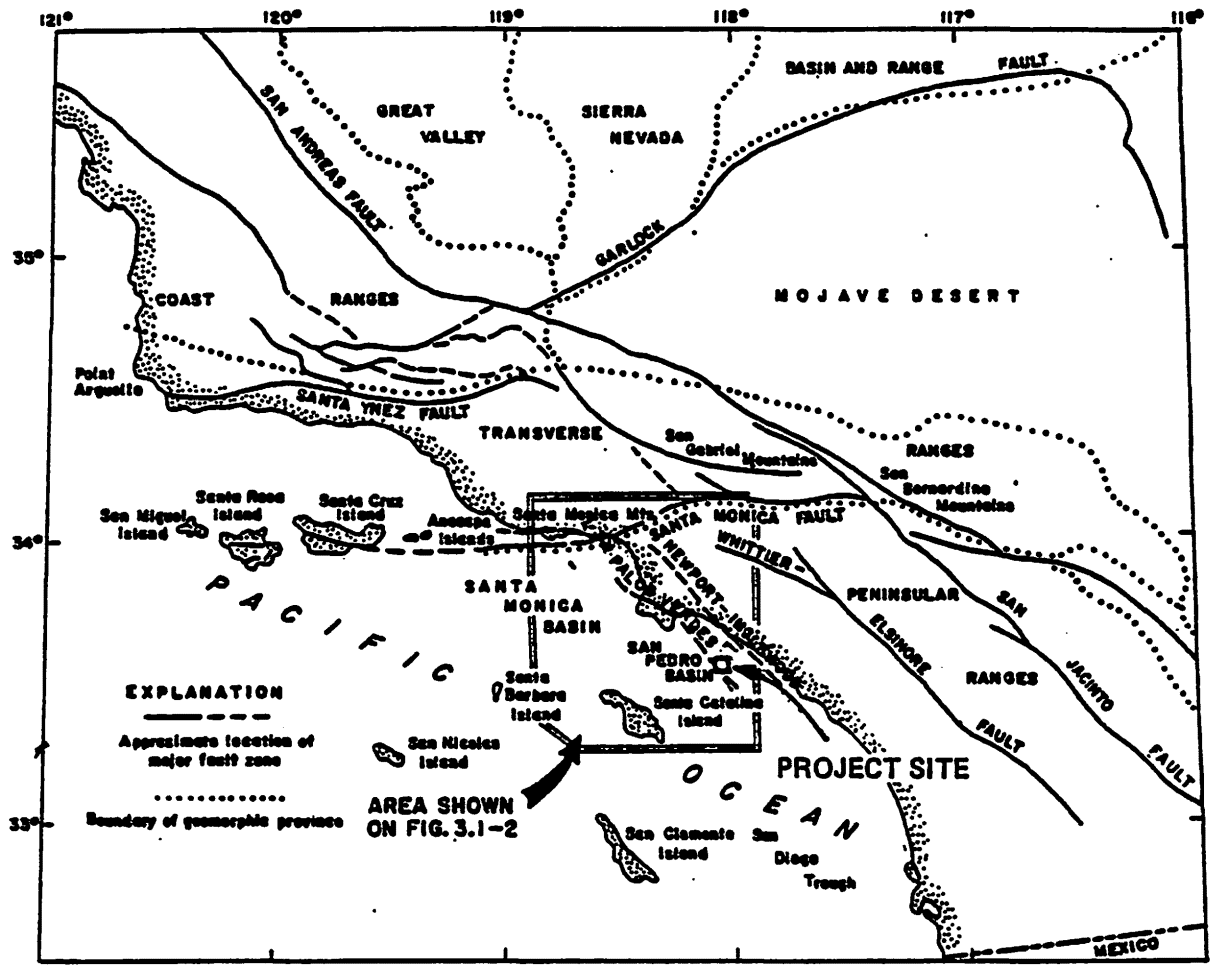 121° 120° 119° 118° 117° 116°
BASIN AND RANGE FAULT
SAN ANDREAS FAULT
GREAT
VALLEY
SIERRA
NEVADA
GARLOCK
35°
COAST RANGES
MOJAVE DESERT
Point
Arguello
SANTA YNEZ FAULT
TRANSVERSE
RANGES
San
Gabriel Mountains
San
Bernardino
Mountains
San Miguel
Island
Santa Rosa
Island
Santa Cruz
Island
Anacapa
Islands
Santa Monica Mts.
SANTA MONICA FAULT
34°
WHITTIER-
ELSINORE
FAULT
NEWPORT-INGLEWOOD
PALOS VERDES
PENINSULAR
RANGES
SAN
JACINTO
FAULT
SANTA
MONICA
BASIN
SAN
PEDRO
BASIN
PACIFIC
OCEAN
Santa
Barbara
Island
Santa Catalina
Island
San Nicolas
Island
EXPLANATION
Approximate location of
major fault zone
Boundary of geomorphic province
PROJECT SITE
AREA SHOWN
ON FIG. 3.1-2
33°
San Clemente
Island
San
Diego
Trough
MEXICO